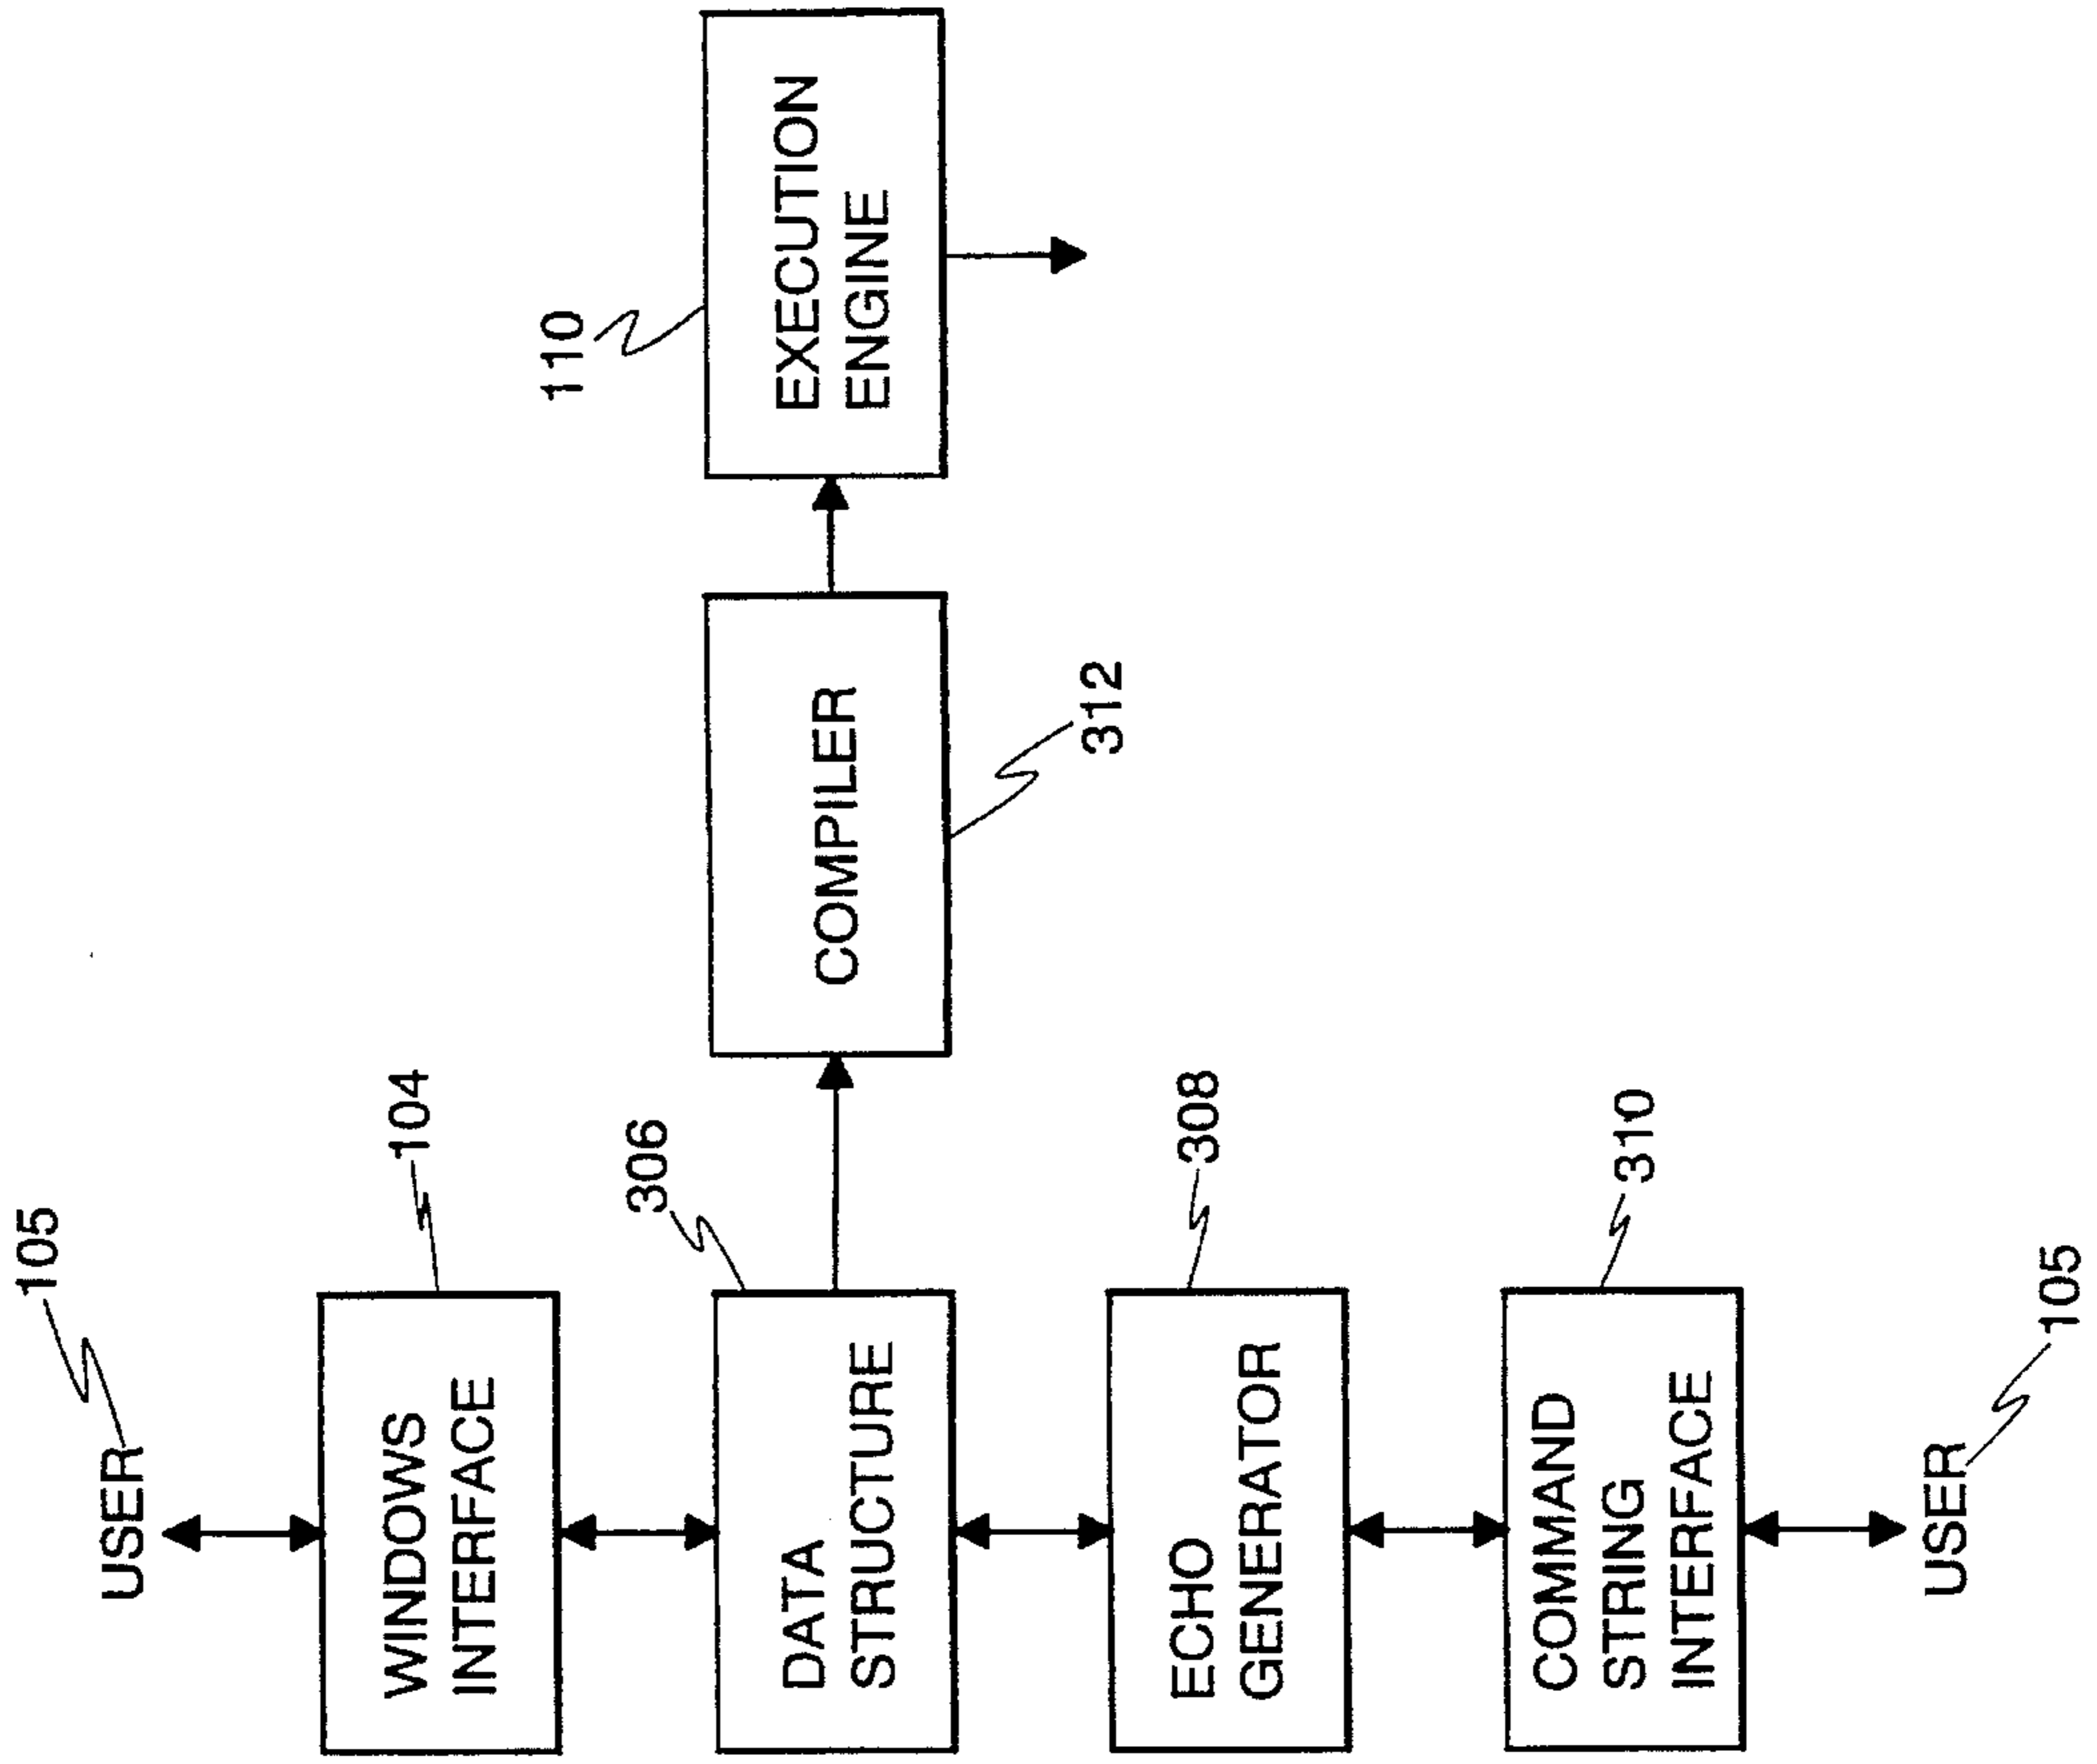 105
USER
WINDOWS
INTERFACE
104
DATA
STRUCTURE
306
ECHO
GENERATOR
308
COMMAND
STRING
INTERFACE
310
USER
105
COMPILER
312
EXECUTION
ENGINE
110